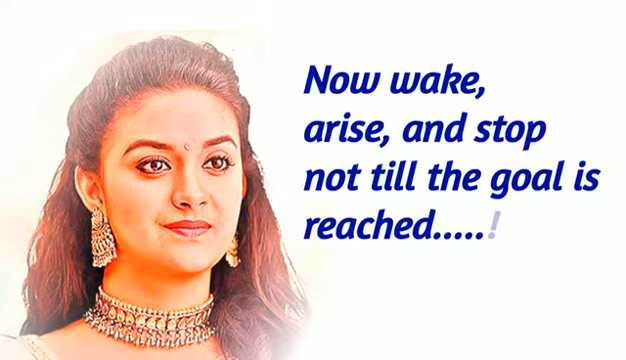 Now wake,
arise, and stop
not till the goal is
reached.....!